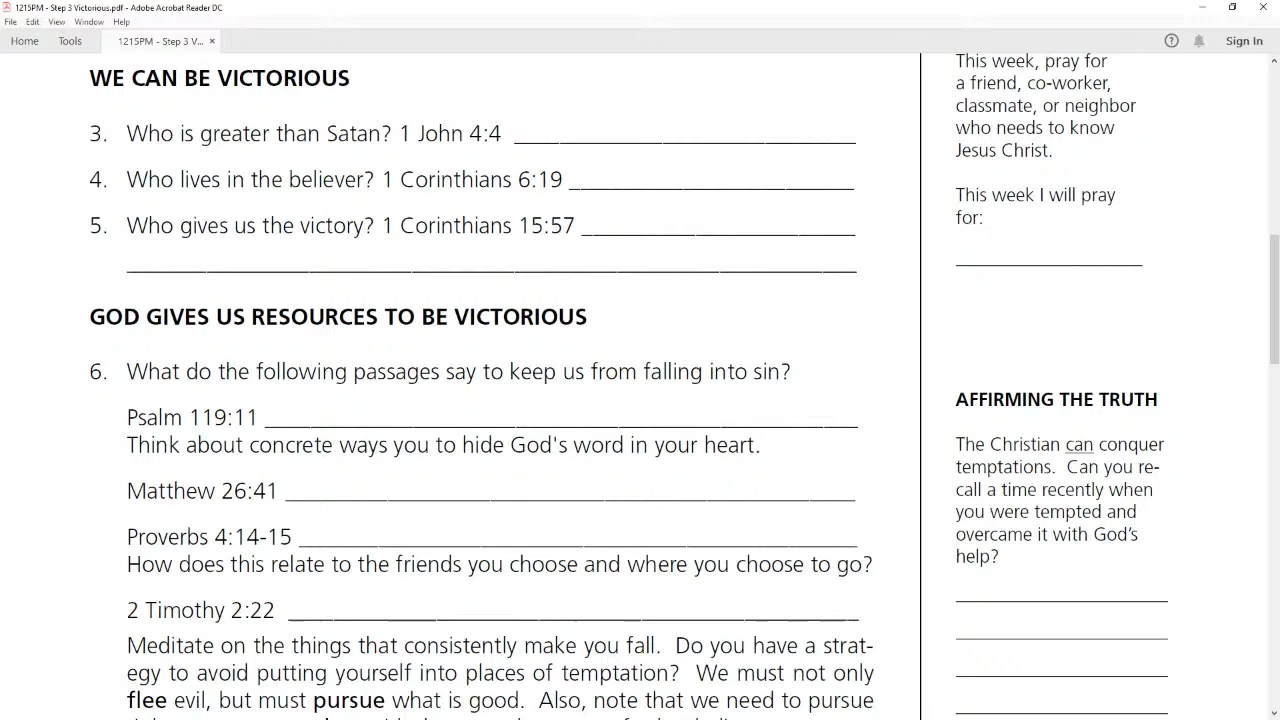 1215PM - Step 3 Victorious.pdf - Adobe Acrobat Reader DC
File Edit View Window Help
Home Tools 1215PM - Step 3 V... × Sign In
WE CAN BE VICTORIOUS
3. Who is greater than Satan? 1 John 4:4
4. Who lives in the believer? 1 Corinthians 6:19
5. Who gives us the victory? 1 Corinthians 15:57
GOD GIVES US RESOURCES TO BE VICTORIOUS
6. What do the following passages say to keep us from falling into sin?
Psalm 119:11
Think about concrete ways you to hide God's word in your heart.
Matthew 26:41
Proverbs 4:14-15
How does this relate to the friends you choose and where you choose to go?
2 Timothy 2:22
Meditate on the things that consistently make you fall. Do you have a strat-
egy to avoid putting yourself into places of temptation? We must not only
flee evil, but must pursue what is good. Also, note that we need to pursue
This week, pray for
a friend, co-worker,
classmate, or neighbor
who needs to know
Jesus Christ.
This week I will pray
for:
AFFIRMING THE TRUTH
The Christian can conquer
temptations. Can you re-
call a time recently when
you were tempted and
overcame it with God's
help?